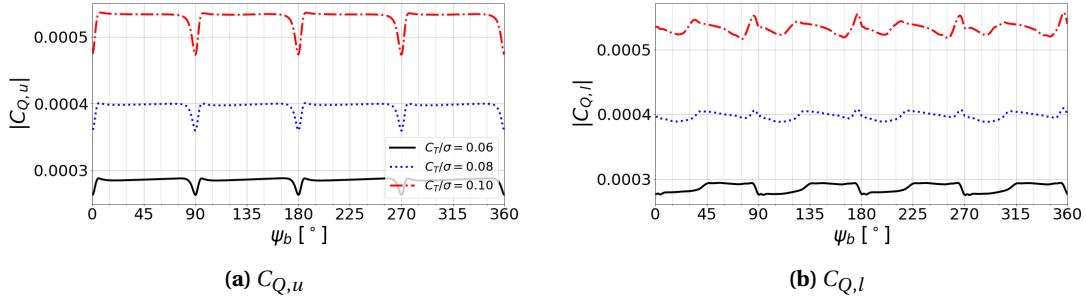 |C_{Q,u}|
0.0005
0.0004
0.0003
C_T/σ = 0.06
C_T/σ = 0.08
C_T/σ = 0.10
0 45 90 135 180 225 270 315 360
ψ_b [°]
(a) C_{Q,u}
|C_{Q,l}|
0.0005
0.0004
0.0003
0 45 90 135 180 225 270 315 360
ψ_b [°]
(b) C_{Q,l}